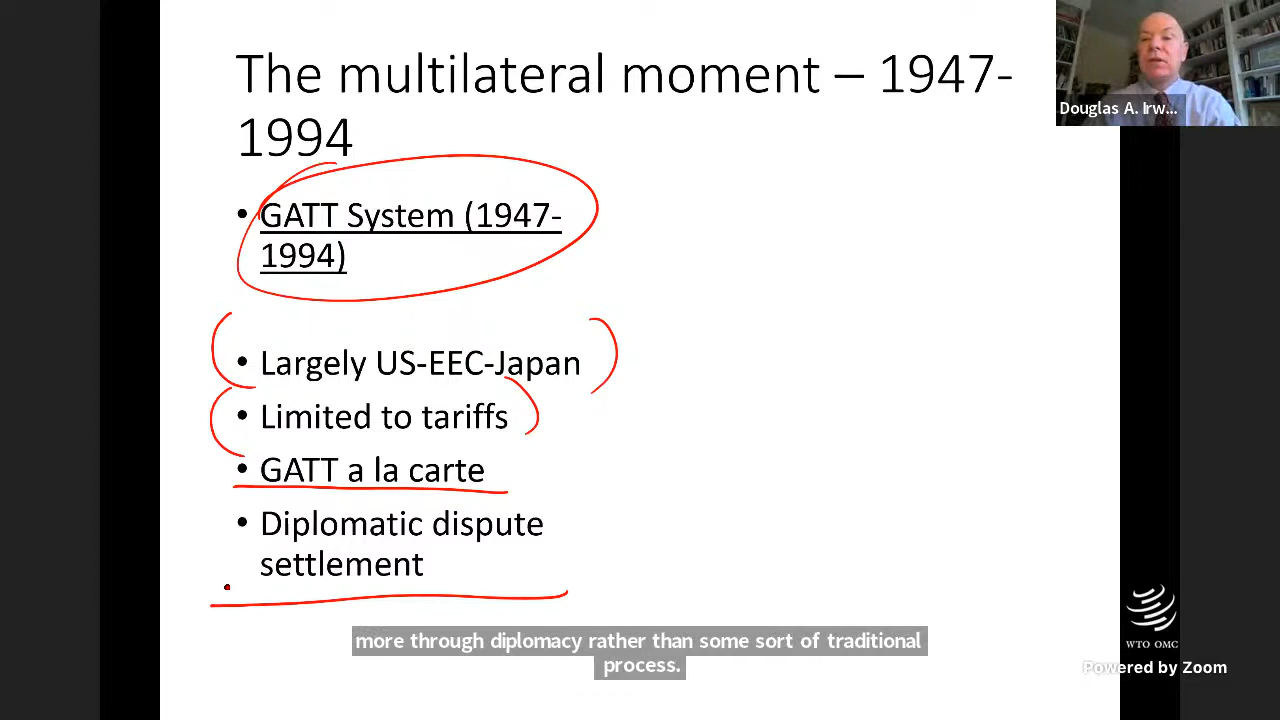 The multilateral moment – 1947-
1994
Douglas A. Irw...
• GATT System (1947-
1994)
• Largely US-EEC-Japan
• Limited to tariffs
• GATT a la carte
• Diplomatic dispute
settlement
more through diplomacy rather than some sort of traditional
process.
WTO OMC
Powered by Zoom